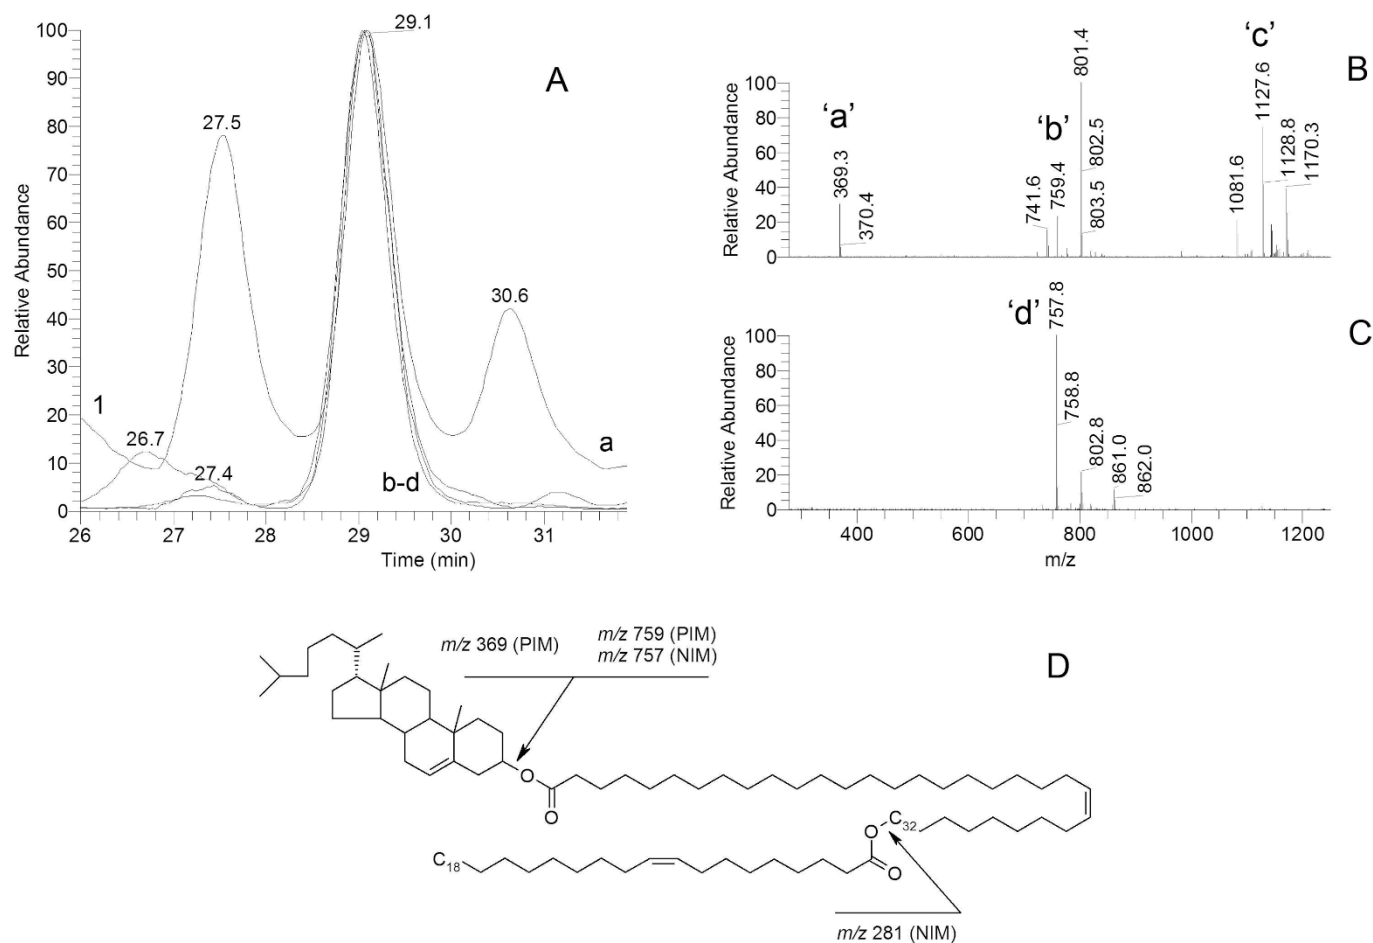 A
Relative Abundance
100
90
80
70
60
50
40
30
20
10
0
29.1
27.5
30.6
1
26.7
27.4
a
b-d
26
27
28
29
30
31
Time (min)
B
Relative Abundance
100
80
60
40
20
0
'a'
369.3
370.4
'b'
741.6
759.4
801.4
802.5
803.5
'c'
1081.6
1127.6
1128.8
1170.3
C
Relative Abundance
100
80
60
40
20
0
'd'
757.8
758.8
802.8
861.0
862.0
400
600
800
1000
1200
m/z
D
m/z 369 (PIM)
m/z 759 (PIM)
m/z 757 (NIM)
O
O
O
C32
C18
O
m/z 281 (NIM)